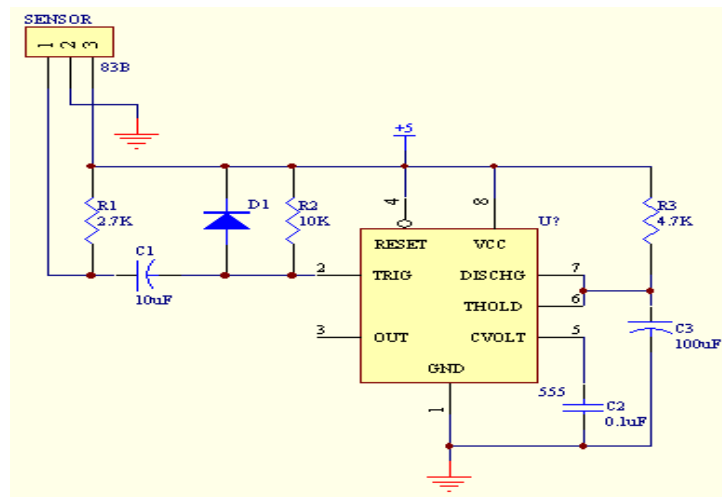 SENSOR
1 2 3
83B
+5
R1
2.7K
D1
R2
10K
4
8
U?
R3
4.7K
C1
10uF
RESET
VCC
2
TRIG
DISCHG
7
THOLD
6
3
OUT
CVOLT
5
C3
100uF
GND
1
555
C2
0.1uF